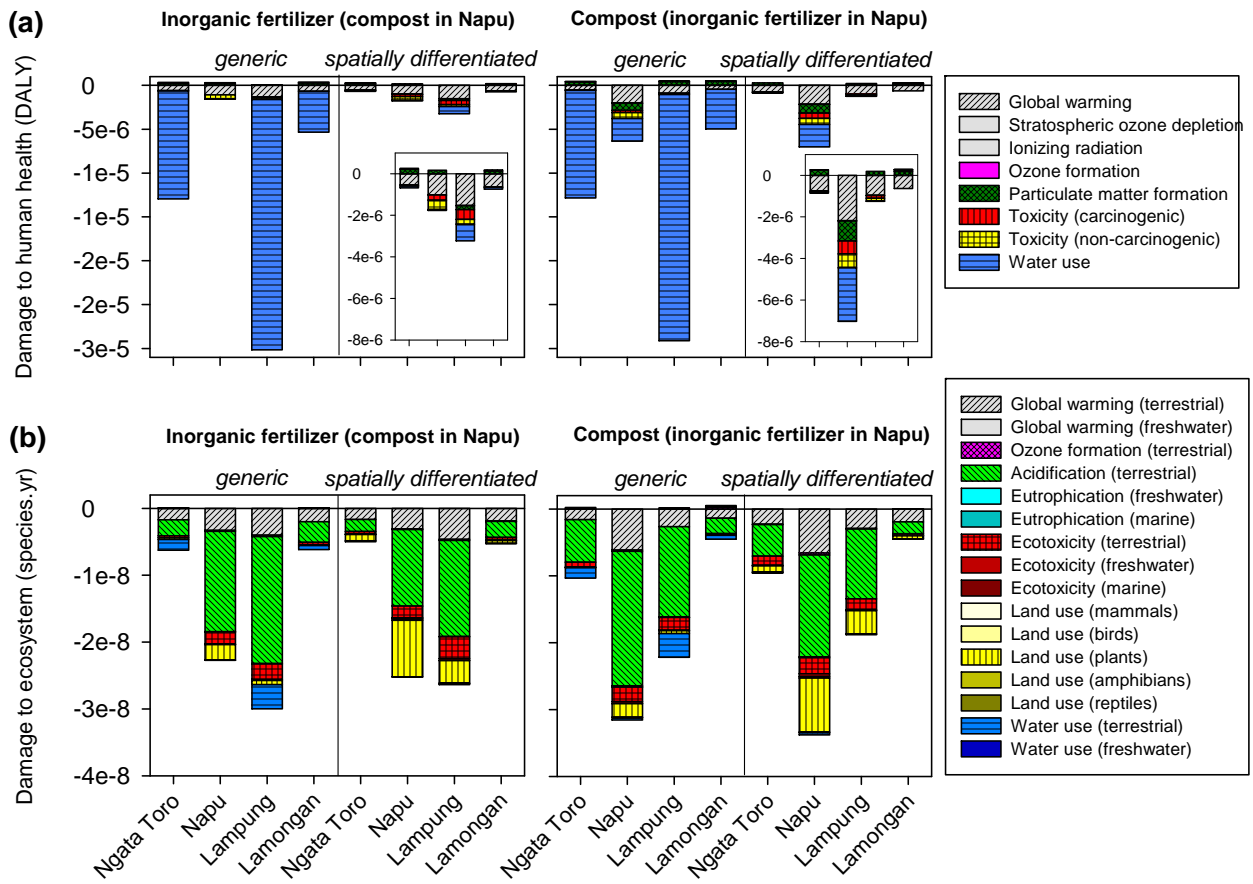 (a)
Inorganic fertilizer (compost in Napu)
Compost (inorganic fertilizer in Napu)
generic
spatially differentiated
generic
spatially differentiated
Damage to human health (DALY)
0
-5e-6
-1e-5
-1e-5
-2e-5
-2e-5
-3e-5
0
-2e-6
-4e-6
-6e-6
-8e-6
0
-2e-6
-4e-6
-6e-6
-8e-6
Global warming
Stratospheric ozone depletion
Ionizing radiation
Ozone formation
Particulate matter formation
Toxicity (carcinogenic)
Toxicity (non-carcinogenic)
Water use
(b)
Inorganic fertilizer (compost in Napu)
Compost (inorganic fertilizer in Napu)
generic
spatially differentiated
generic
spatially differentiated
Damage to ecosystem (species.yr)
0
-1e-8
-2e-8
-3e-8
-4e-8
Ngata Toro
Napu
Lampung
Lamongan
Ngata Toro
Napu
Lampung
Lamongan
Ngata Toro
Napu
Lampung
Lamongan
Ngata Toro
Napu
Lampung
Lamongan
Global warming (terrestrial)
Global warming (freshwater)
Ozone formation (terrestrial)
Acidification (terrestrial)
Eutrophication (freshwater)
Eutrophication (marine)
Ecotoxicity (terrestrial)
Ecotoxicity (freshwater)
Ecotoxicity (marine)
Land use (mammals)
Land use (birds)
Land use (plants)
Land use (amphibians)
Land use (reptiles)
Water use (terrestrial)
Water use (freshwater)